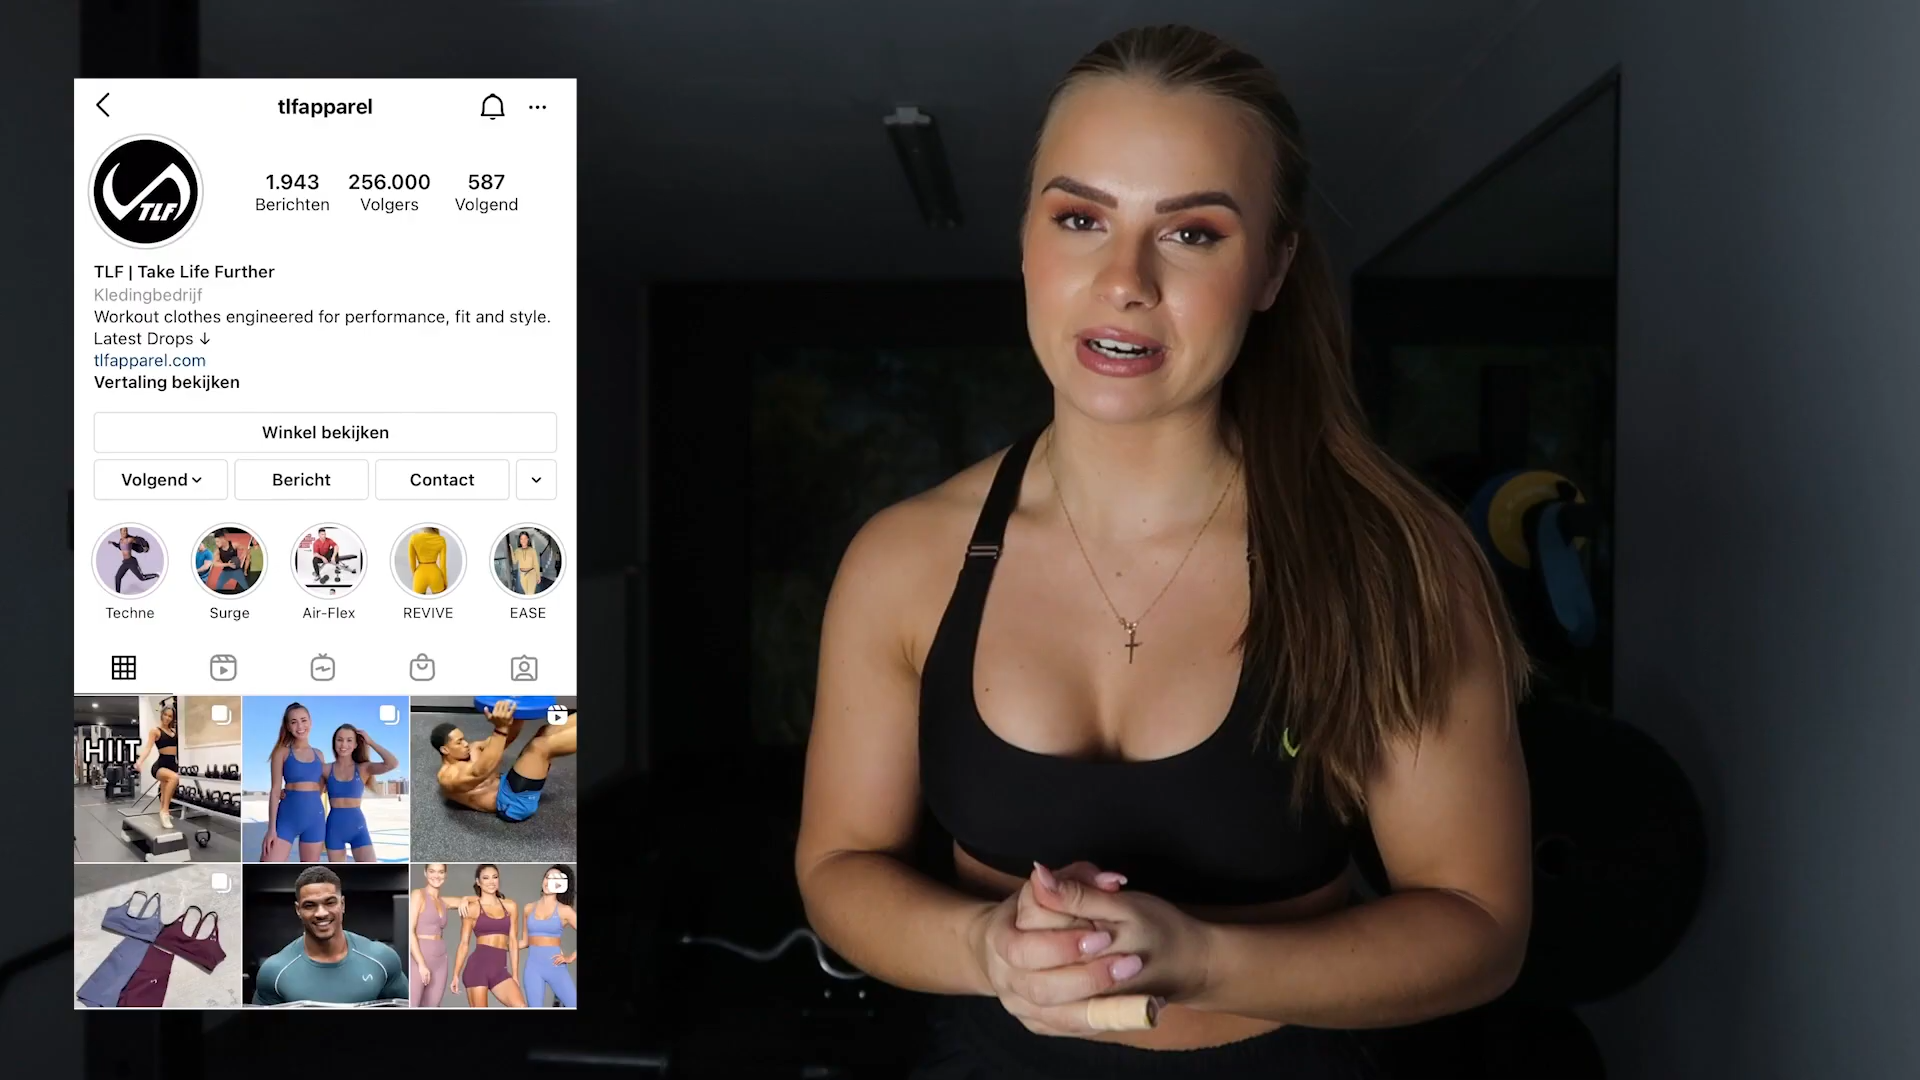 tlfapparel
TLF
1.943 256.000 587
Berichten Volgers Volgend
TLF | Take Life Further
Kledingbedrijf
Workout clothes engineered for performance, fit and style.
Latest Drops ↓
tlfapparel.com
Vertaling bekijken
Winkel bekijken
Volgend Bericht Contact
Techne Surge Air-Flex REVIVE EASE
HIIT